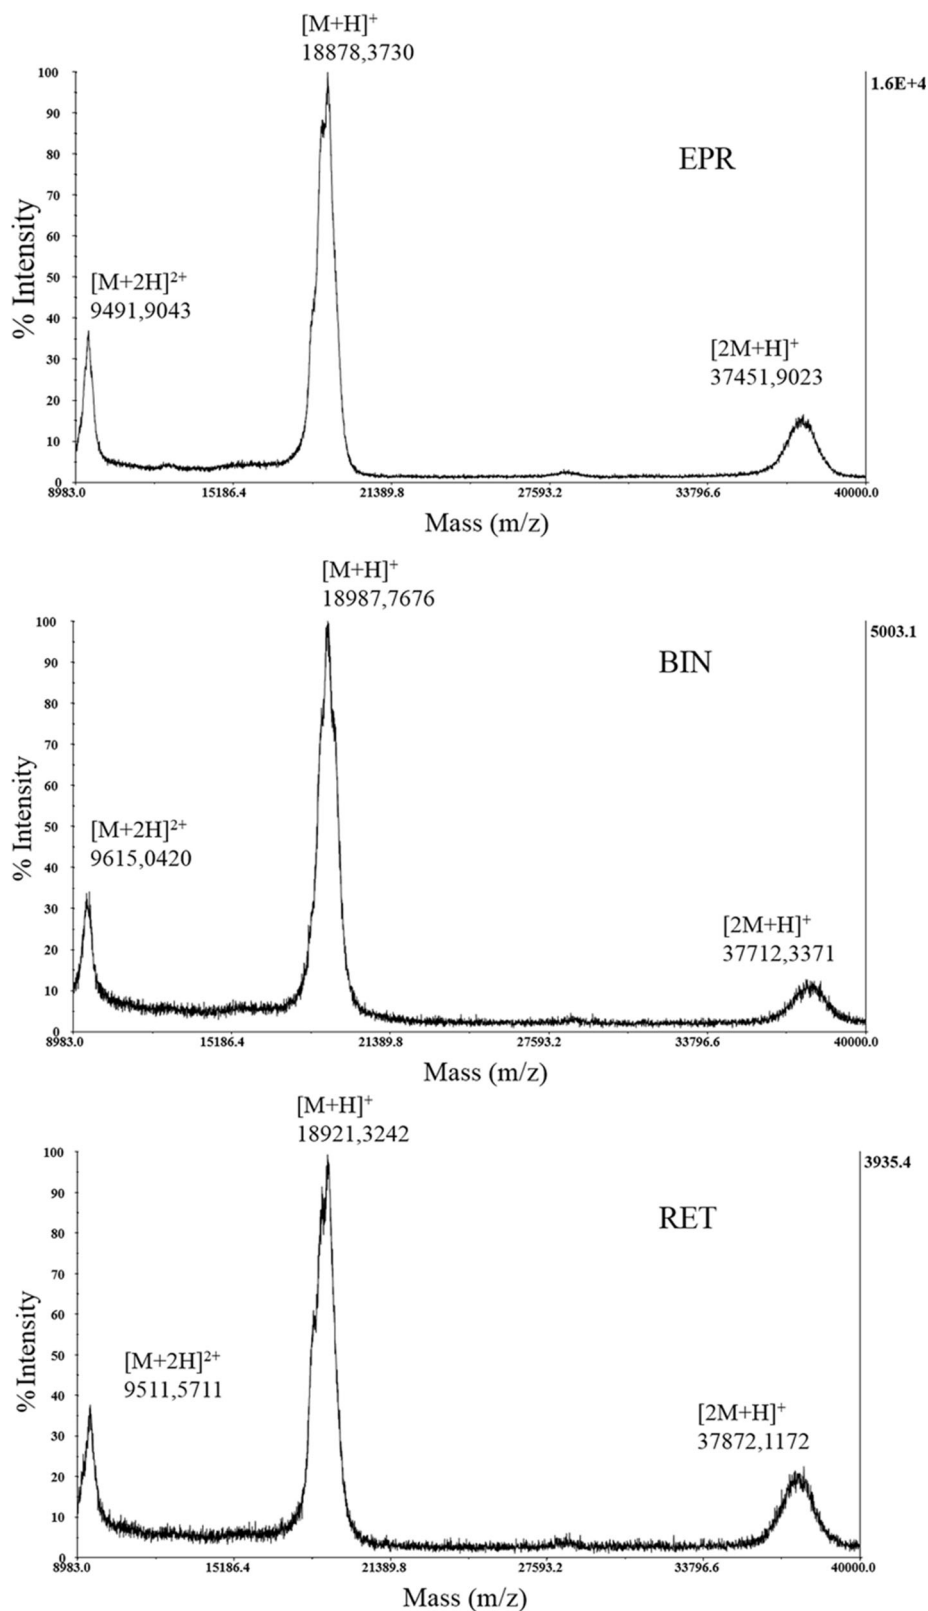 [M+H]⁺
18878,3730
100
1.6E+4
90
EPR
80
70
60
50
[M+2H]²⁺
9491,9043
40
[2M+H]⁺
37451,9023
30
20
10
0
% Intensity
8983.0 15186.4 21389.8 27593.2 33796.6 40000.0
Mass (m/z)
[M+H]⁺
18987,7676
100
5003.1
90
BIN
80
70
60
50
[M+2H]²⁺
9615,0420
40
30
[2M+H]⁺
37712,3371
20
10
0
% Intensity
8983.0 15186.4 21389.8 27593.2 33796.6 40000.0
Mass (m/z)
[M+H]⁺
18921,3242
100
3935.4
90
RET
80
70
60
50
[M+2H]²⁺
9511,5711
40
[2M+H]⁺
37872,1172
30
20
10
0
% Intensity
8983.0 15186.4 21389.8 27593.2 33796.6 40000.0
Mass (m/z)